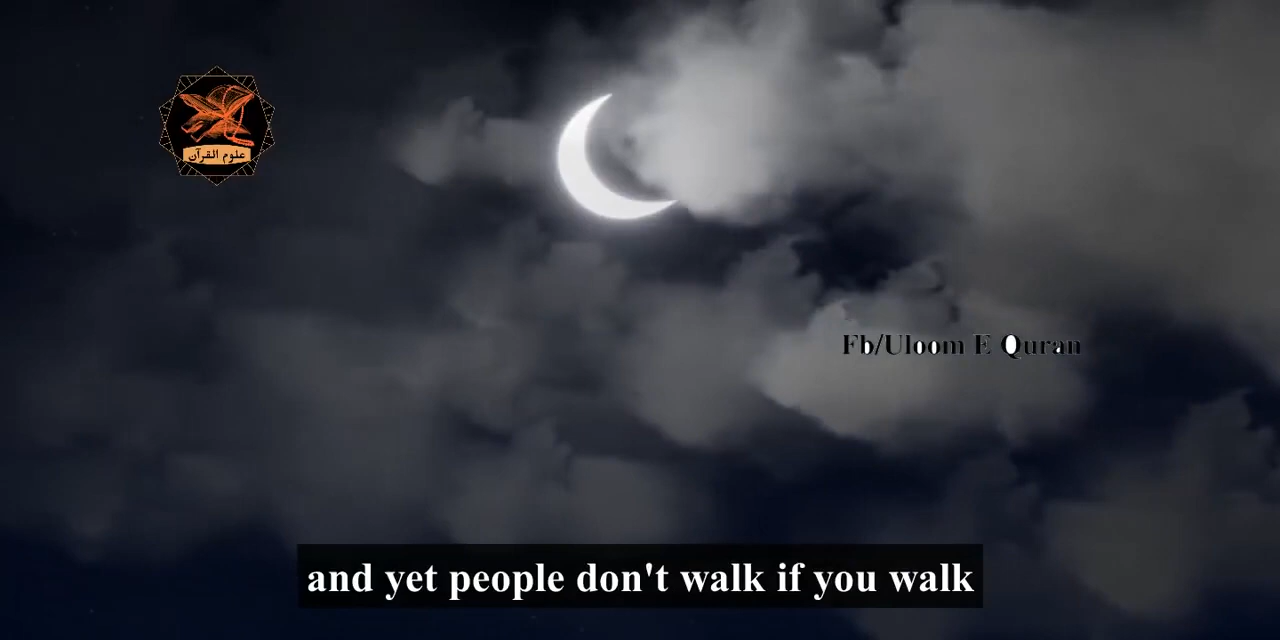 علوم القرآن
Fb/Uloom E Quran
and yet people don't walk if you walk